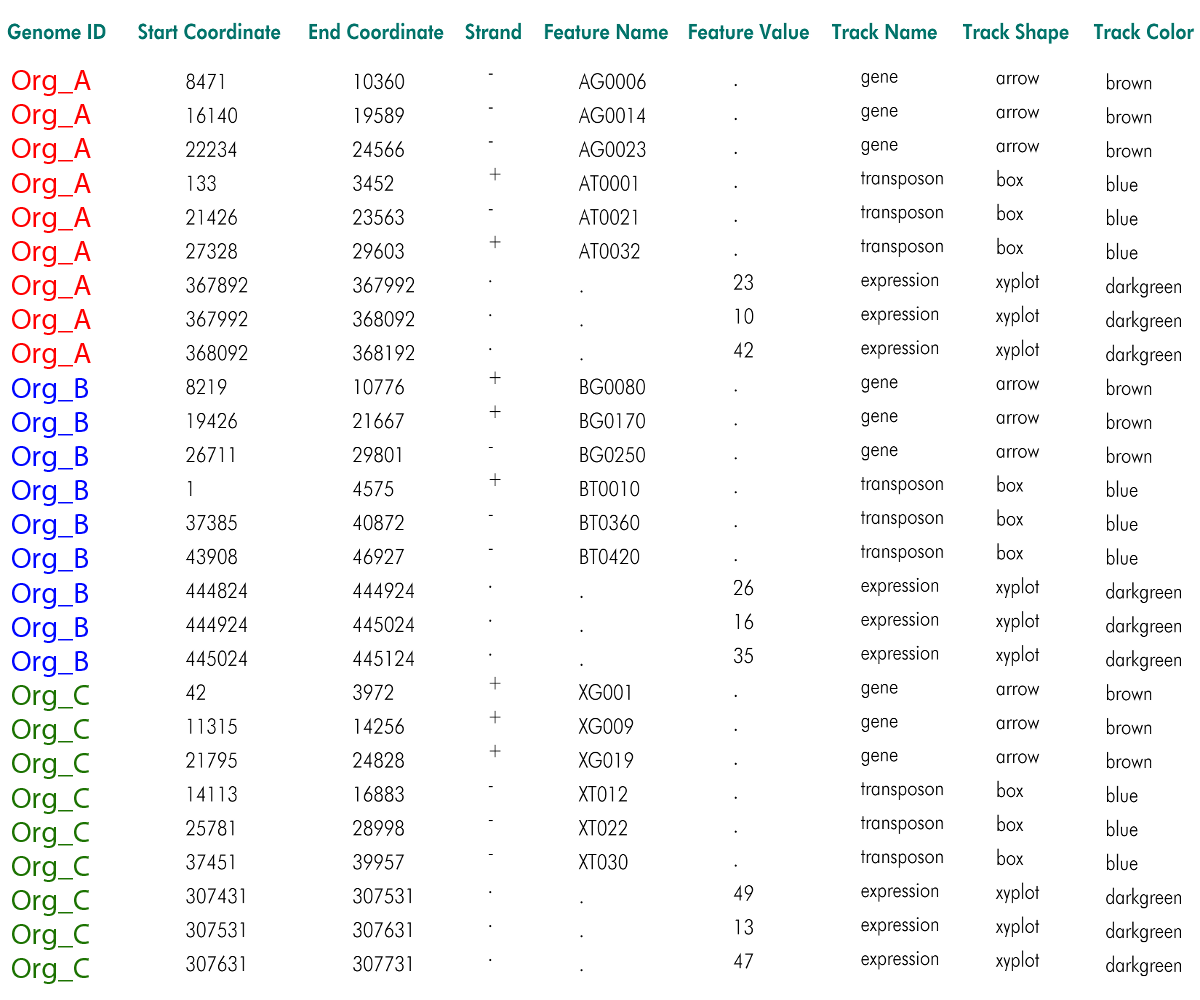 Genome ID Start Coordinate End Coordinate Strand Feature Name Feature Value Track Name Track Shape Track Color
Org_A 8471 10360 - AG0006 . gene arrow brown
Org_A 16140 19589 - AG0014 . gene arrow brown
Org_A 22234 24566 - AG0023 . gene arrow brown
Org_A 133 3452 + AT0001 . transposon box blue
Org_A 21426 23563 - AT0021 . transposon box blue
Org_A 27328 29603 + AT0032 . transposon box blue
Org_A 367892 367992 . . 23 expression xyplot darkgreen
Org_A 367992 368092 . . 10 expression xyplot darkgreen
Org_A 368092 368192 . . 42 expression xyplot darkgreen
Org_B 8219 10776 + BG0080 . gene arrow brown
Org_B 19426 21667 + BG0170 . gene arrow brown
Org_B 26711 29801 - BG0250 . gene arrow brown
Org_B 1 4575 + BT0010 . transposon box blue
Org_B 37385 40872 - BT0360 . transposon box blue
Org_B 43908 46927 - BT0420 . transposon box blue
Org_B 444824 444924 . . 26 expression xyplot darkgreen
Org_B 444924 445024 . . 16 expression xyplot darkgreen
Org_B 445024 445124 . . 35 expression xyplot darkgreen
Org_C 42 3972 + XG001 . gene arrow brown
Org_C 11315 14256 + XG009 . gene arrow brown
Org_C 21795 24828 + XG019 . gene arrow brown
Org_C 14113 16883 - XT012 . transposon box blue
Org_C 25781 28998 - XT022 . transposon box blue
Org_C 37451 39957 - XT030 . transposon box blue
Org_C 307431 307531 . . 49 expression xyplot darkgreen
Org_C 307531 307631 . . 13 expression xyplot darkgreen
Org_C 307631 307731 . . 47 expression xyplot darkgreen